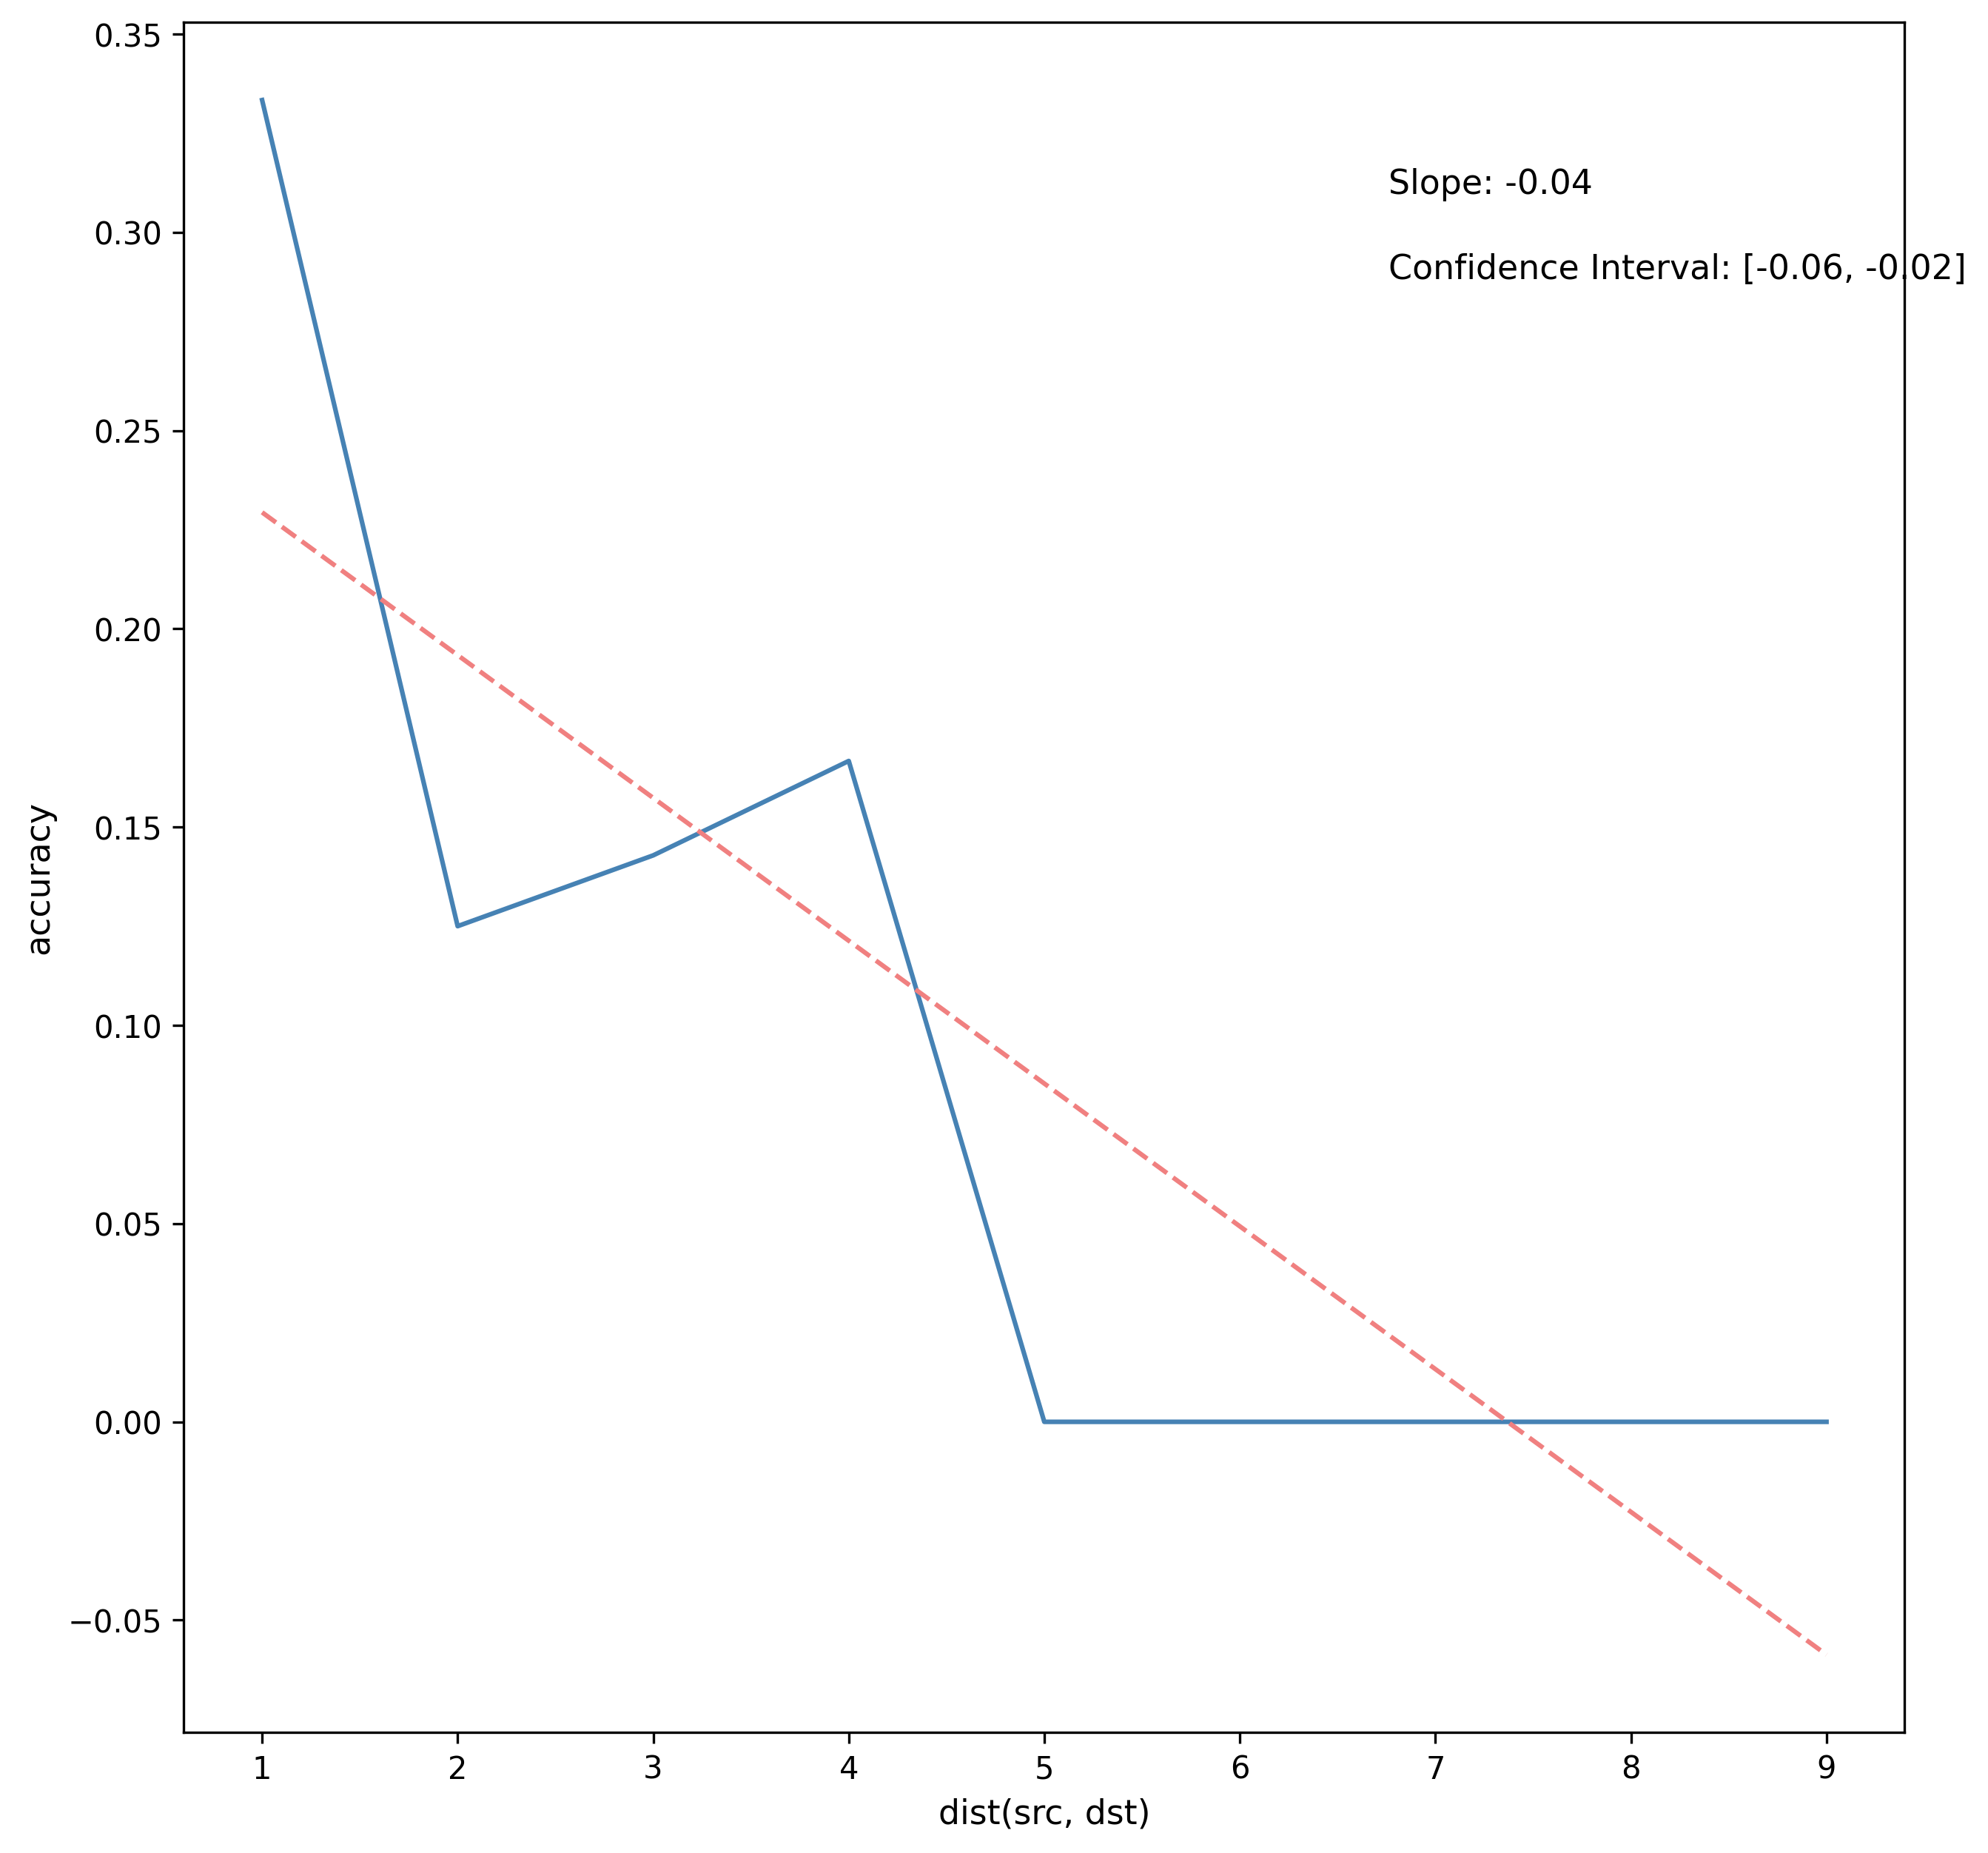 0.35
0.30
0.25
0.20
0.15
0.10
0.05
0.00
−0.05
accuracy
Slope: -0.04
Confidence Interval: [-0.06, -0.02]
1 2 3 4 5 6 7 8 9
dist(src, dst)